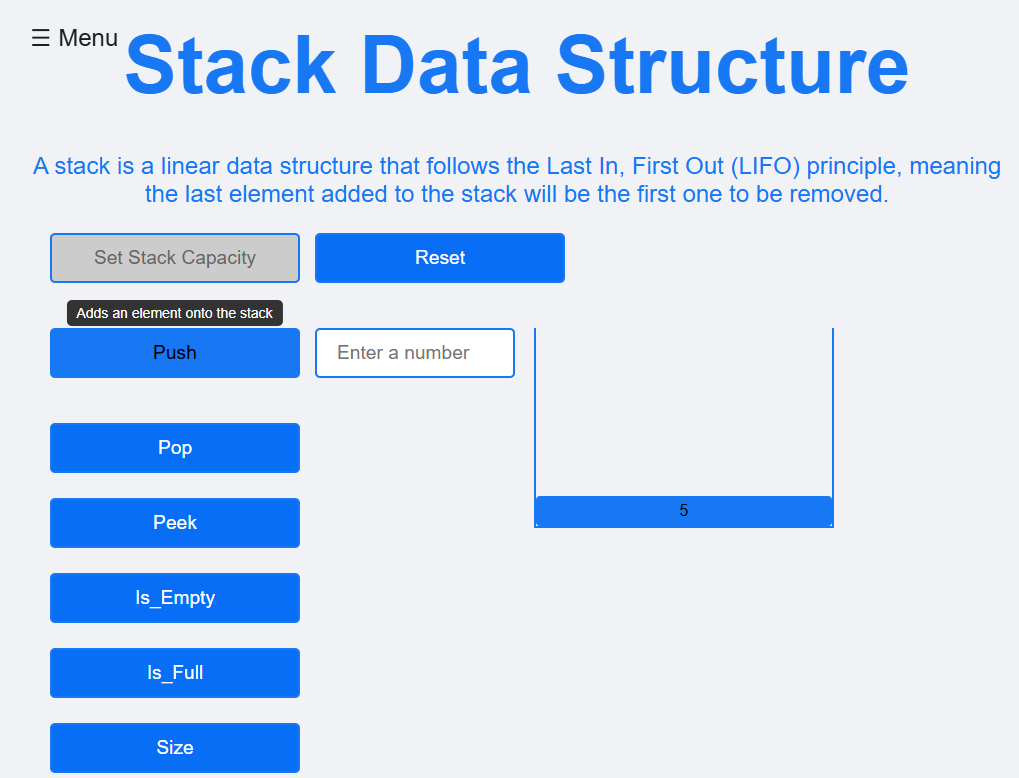 ☰ Menu
Stack Data Structure
A stack is a linear data structure that follows the Last In, First Out (LIFO) principle, meaning
the last element added to the stack will be the first one to be removed.
Set Stack Capacity
Reset
Adds an element onto the stack
Push
Enter a number
Pop
Peek
5
Is_Empty
Is_Full
Size